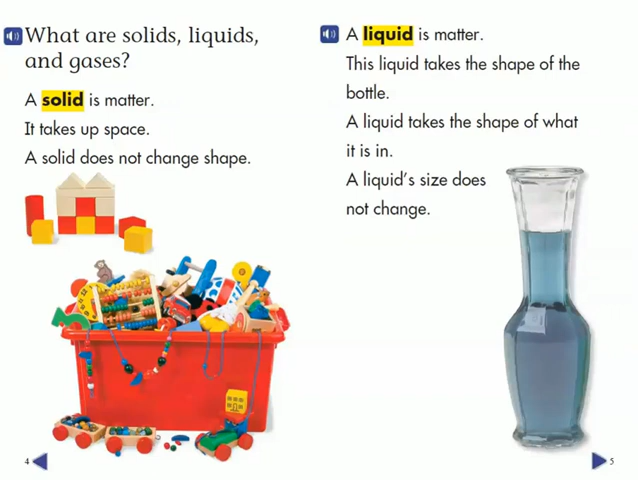 What are solids, liquids,
and gases?
A solid is matter.
It takes up space.
A solid does not change shape.
4
A liquid is matter.
This liquid takes the shape of the
bottle.
A liquid takes the shape of what
it is in.
A liquid's size does
not change.
5